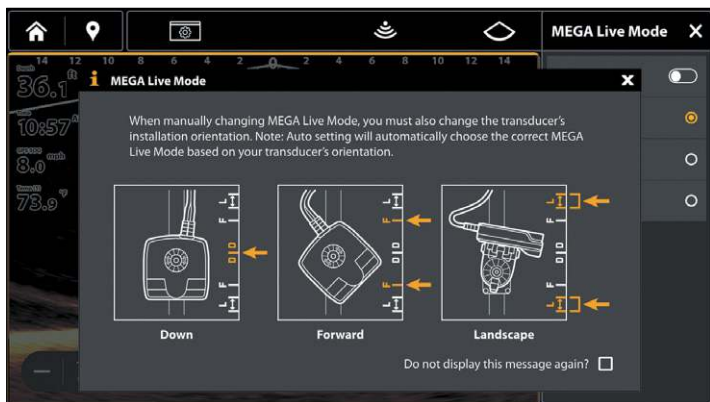 MEGA Live Mode X
14 12 10 8 6 4 2 0 2 4 6 8 10 12 14
Depth
36.1 ft
i MEGA Live Mode X
When manually changing MEGA Live Mode, you must also change the transducer's
installation orientation. Note: Auto setting will automatically choose the correct MEGA
Live Mode based on your transducer's orientation.
10:57
8.0 mph
73.9 °F
L F D D F L
L F D D F L
L F D D F L
Down Forward Landscape
Do not display this message again?